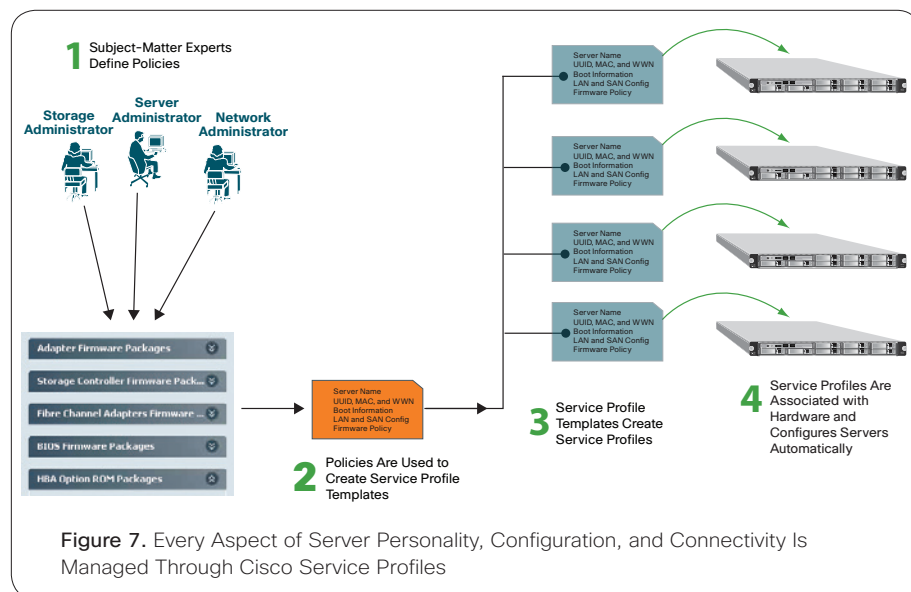 1 Subject-Matter Experts
Define Policies
Storage
Administrator
Server
Administrator
Network
Administrator
Adapter Firmware Packages
Storage Controller Firmware Pack...
Fibre Channel Adapters Firmware ...
BIOS Firmware Packages
HBA Option ROM Packages
Server Name
UUID, MAC, and WWN
Boot Information
LAN and SAN Config
Firmware Policy
2 Policies Are Used to
Create Service Profile
Templates
Server Name
UUID, MAC, and WWN
Boot Information
LAN and SAN Config
Firmware Policy
Server Name
UUID, MAC, and WWN
Boot Information
LAN and SAN Config
Firmware Policy
Server Name
UUID, MAC, and WWN
Boot Information
LAN and SAN Config
Firmware Policy
Server Name
UUID, MAC, and WWN
Boot Information
LAN and SAN Config
Firmware Policy
3 Service Profile
Templates Create
Service Profiles
4 Service Profiles Are
Associated with
Hardware and
Configures Servers
Automatically
Figure 7. Every Aspect of Server Personality, Configuration, and Connectivity Is
Managed Through Cisco Service Profiles